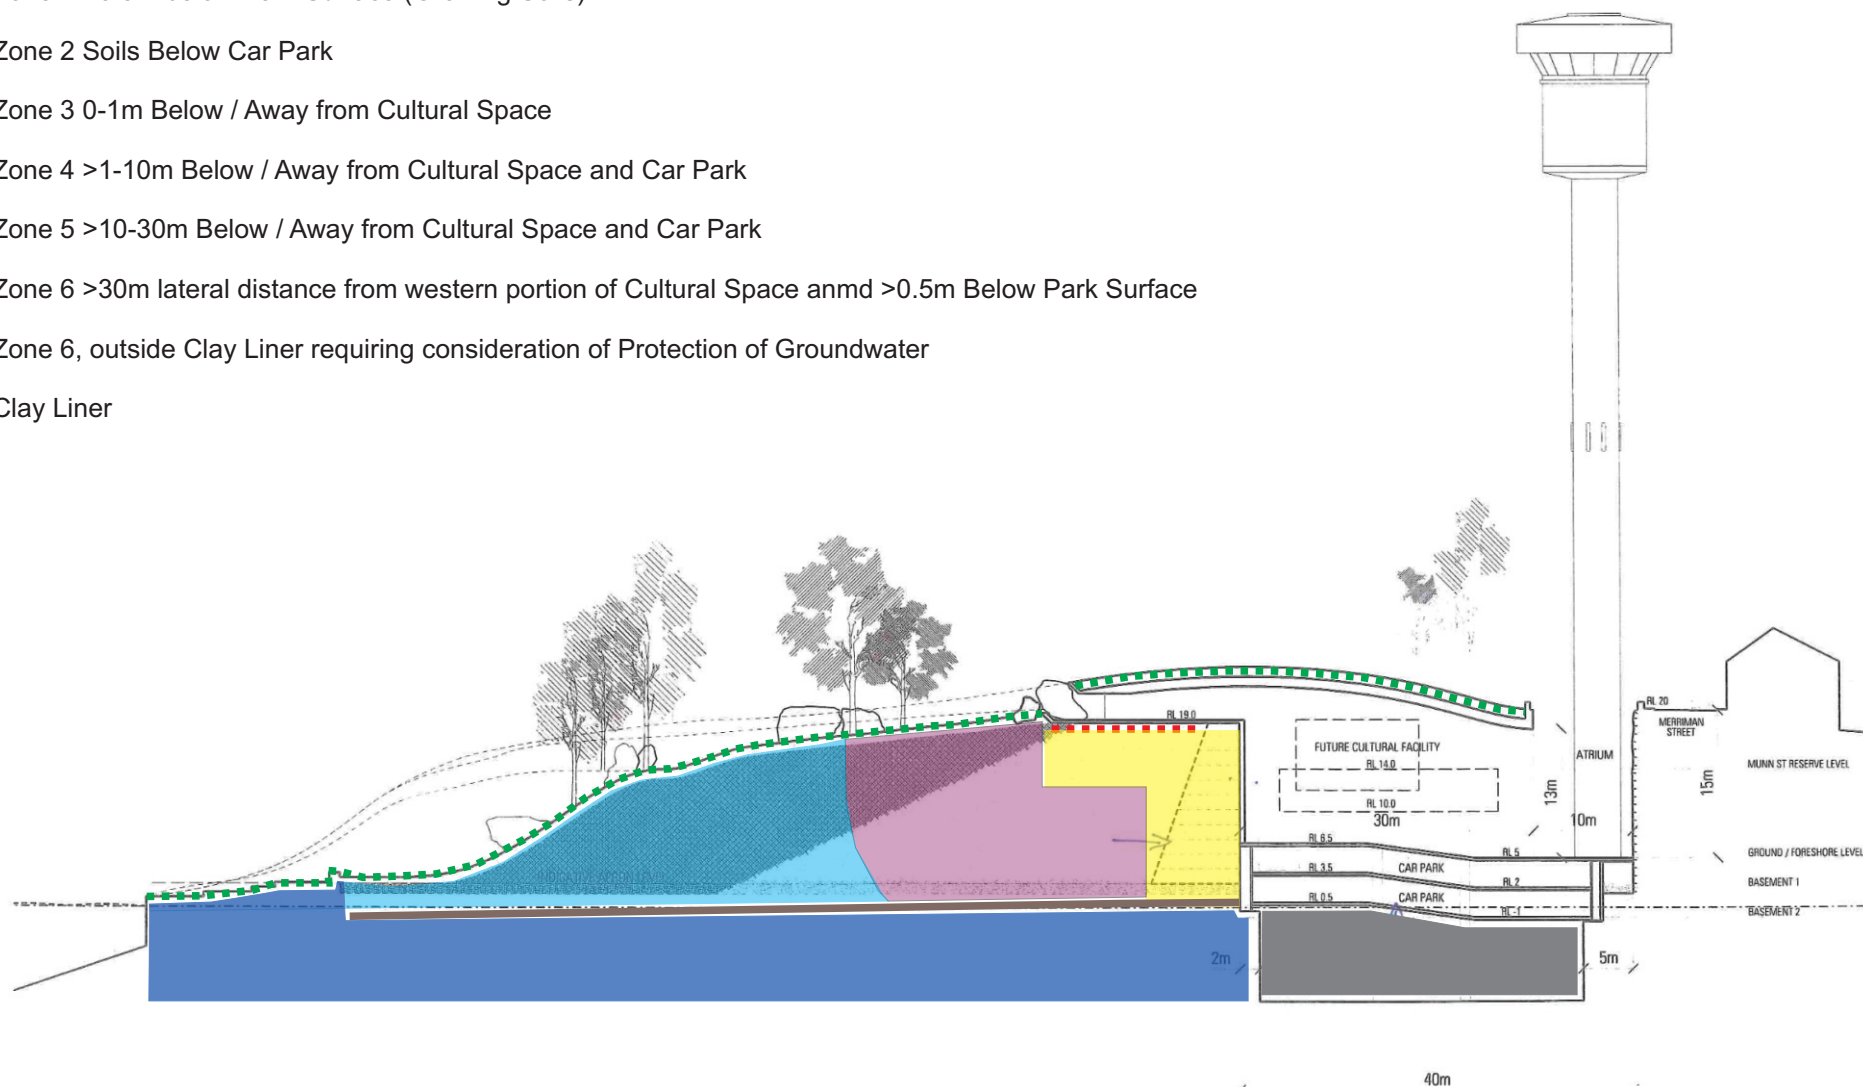 Zone 2 Soils Below Car Park
Zone 3 0-1m Below / Away from Cultural Space
Zone 4 >1-10m Below / Away from Cultural Space and Car Park
Zone 5 >10-30m Below / Away from Cultural Space and Car Park
Zone 6 >30m lateral distance from western portion of Cultural Space anmd >0.5m Below Park Surface
Zone 6, outside Clay Liner requiring consideration of Protection of Groundwater
Clay Liner
RL 20
MERRIMAN
STREET
RL 19.0
FUTURE CULTURAL FACILITY
RL 14.0
ATRIUM
MUNN ST RESERVE LEVEL
15m
13m
RL 10.0
30m
10m
RL 6.5
RL 5
GROUND / FORESHORE LEVEL
RL 3.5
CAR PARK
RL 2
BASEMENT 1
INDICATIVE ACTION LEVEL
RL 0.5
CAR PARK
RL -1
BASEMENT 2
2m
5m
40m